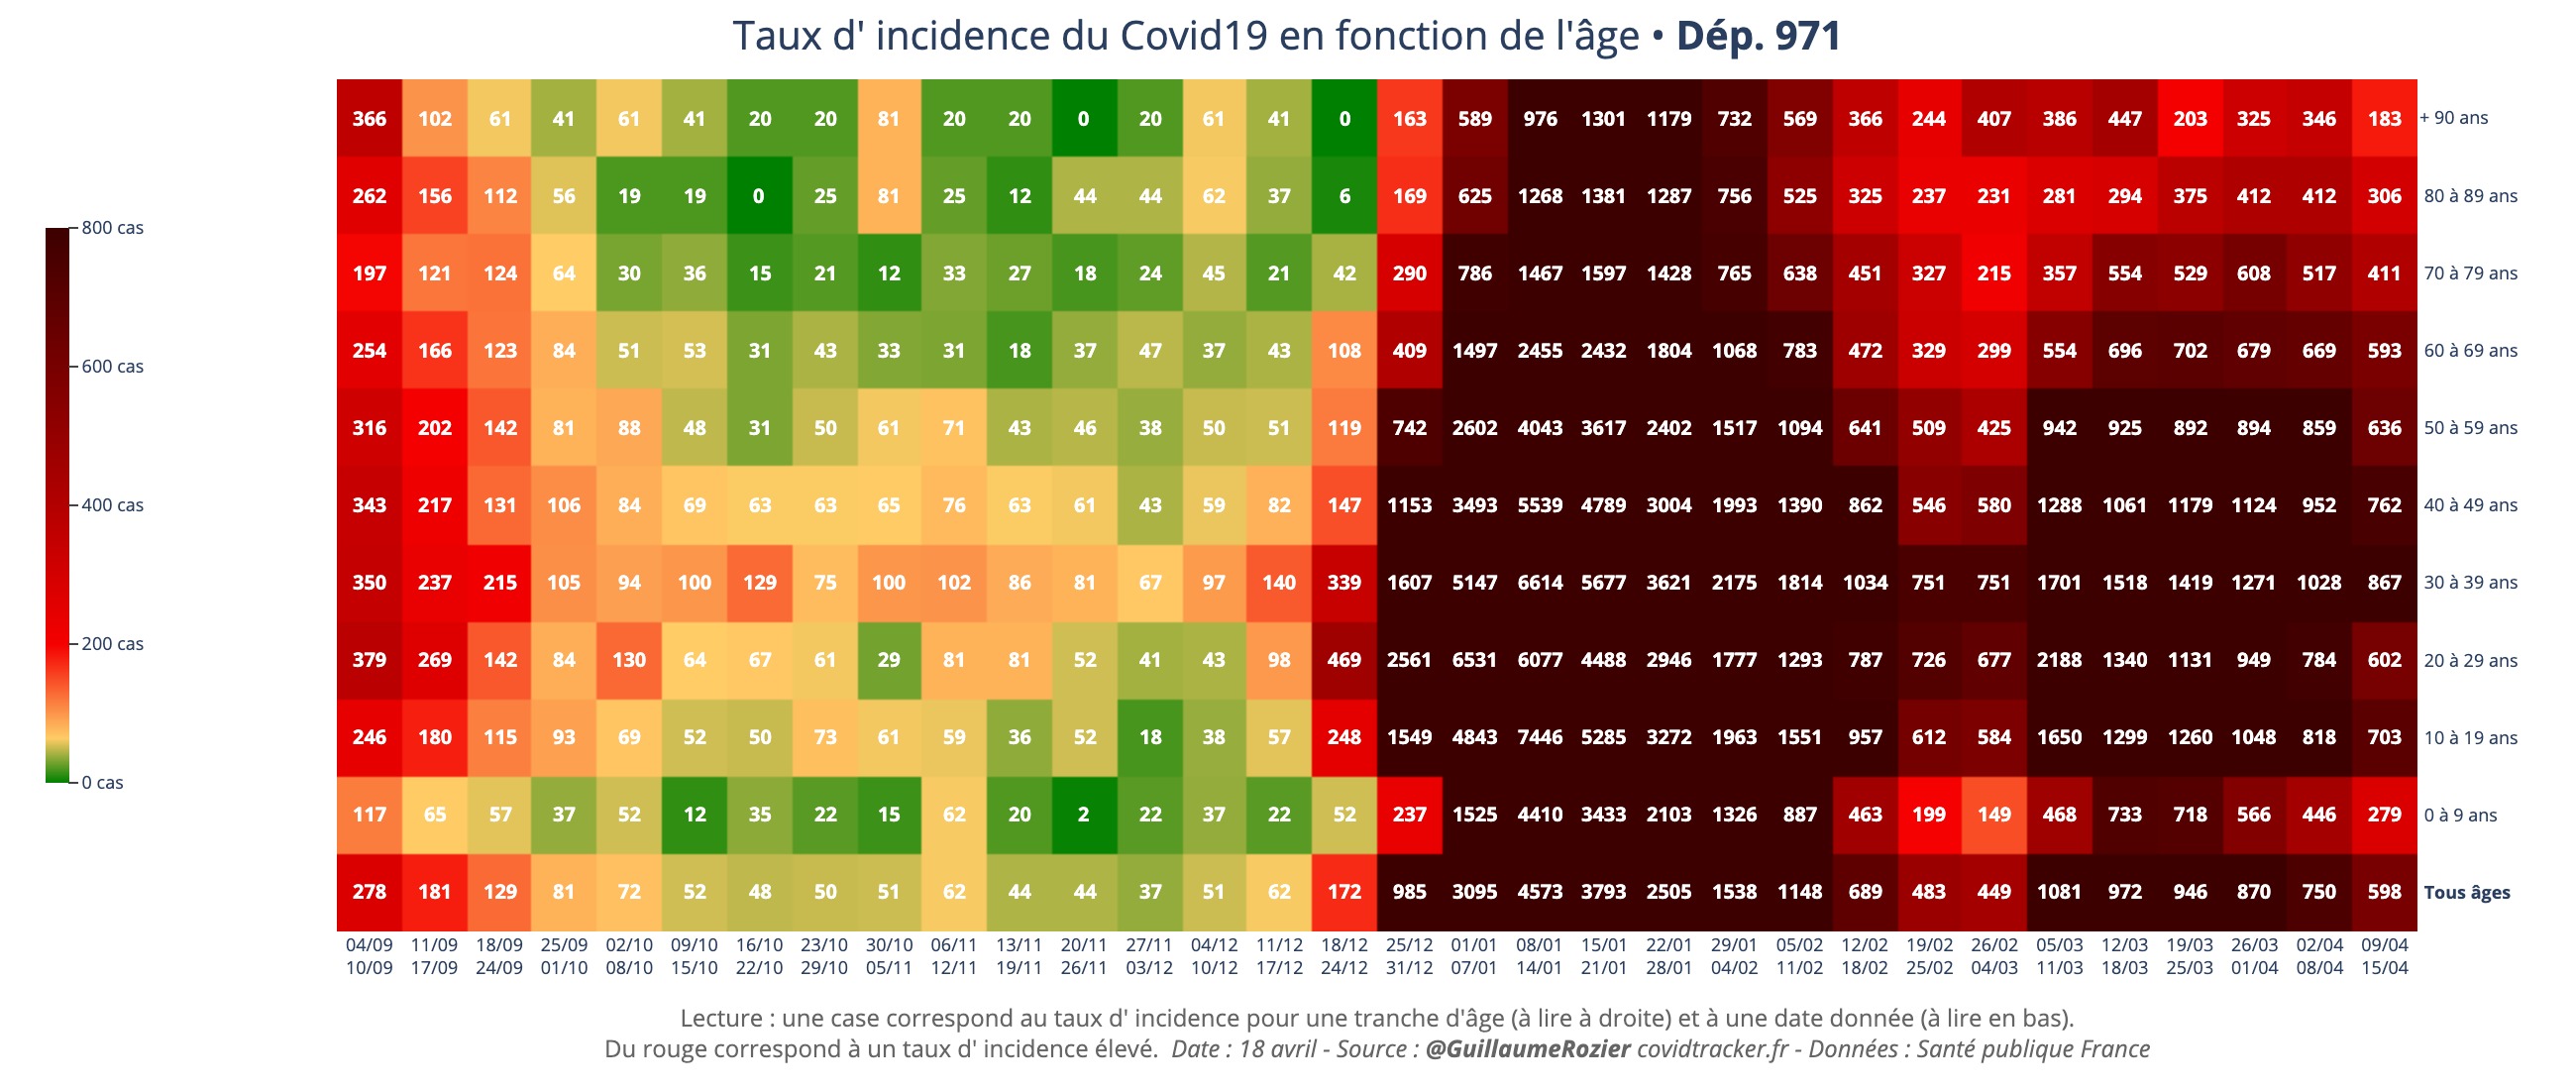 Taux d' incidence du Covid19 en fonction de l'âge • Dép. 971
800 cas
600 cas
400 cas
200 cas
0 cas
366 102 61 41 61 41 20 20 81 20 20 0 20 61 41 0 163 589 976 1301 1179 732 569 366 244 407 386 447 203 325 346 183 + 90 ans
262 156 112 56 19 19 0 25 81 25 12 44 44 62 37 6 169 625 1268 1381 1287 756 525 325 237 231 281 294 375 412 412 306 80 à 89 ans
197 121 124 64 30 36 15 21 12 33 27 18 24 45 21 42 290 786 1467 1597 1428 765 638 451 327 215 357 554 529 608 517 411 70 à 79 ans
254 166 123 84 51 53 31 43 33 31 18 37 47 37 43 108 409 1497 2455 2432 1804 1068 783 472 329 299 554 696 702 679 669 593 60 à 69 ans
316 202 142 81 88 48 31 50 61 71 43 46 38 50 51 119 742 2602 4043 3617 2402 1517 1094 641 509 425 942 925 892 894 859 636 50 à 59 ans
343 217 131 106 84 69 63 63 65 76 63 61 43 59 82 147 1153 3493 5539 4789 3004 1993 1390 862 546 580 1288 1061 1179 1124 952 762 40 à 49 ans
350 237 215 105 94 100 129 75 100 102 86 81 67 97 140 339 1607 5147 6614 5677 3621 2175 1814 1034 751 751 1701 1518 1419 1271 1028 867 30 à 39 ans
379 269 142 84 130 64 67 61 29 81 81 52 41 43 98 469 2561 6531 6077 4488 2946 1777 1293 787 726 677 2188 1340 1131 949 784 602 20 à 29 ans
246 180 115 93 69 52 50 73 61 59 36 52 18 38 57 248 1549 4843 7446 5285 3272 1963 1551 957 612 584 1650 1299 1260 1048 818 703 10 à 19 ans
117 65 57 37 52 12 35 22 15 62 20 2 22 37 22 52 237 1525 4410 3433 2103 1326 887 463 199 149 468 733 718 566 446 279 0 à 9 ans
278 181 129 81 72 52 48 50 51 62 44 44 37 51 62 172 985 3095 4573 3793 2505 1538 1148 689 483 449 1081 972 946 870 750 598 Tous âges
04/09 11/09 18/09 25/09 02/10 09/10 16/10 23/10 30/10 06/11 13/11 20/11 27/11 04/12 11/12 18/12 25/12 01/01 08/01 15/01 22/01 29/01 05/02 12/02 19/02 26/02 05/03 12/03 19/03 26/03 02/04 09/04
10/09 17/09 24/09 01/10 08/10 15/10 22/10 29/10 05/11 12/11 19/11 26/11 03/12 10/12 17/12 24/12 31/12 07/01 14/01 21/01 28/01 04/02 11/02 18/02 25/02 04/03 11/03 18/03 25/03 01/04 08/04 15/04
Lecture : une case correspond au taux d' incidence pour une tranche d'âge (à lire à droite) et à une date donnée (à lire en bas).
Du rouge correspond à un taux d' incidence élevé. Date : 18 avril - Source : @GuillaumeRozier covidtracker.fr - Données : Santé publique France